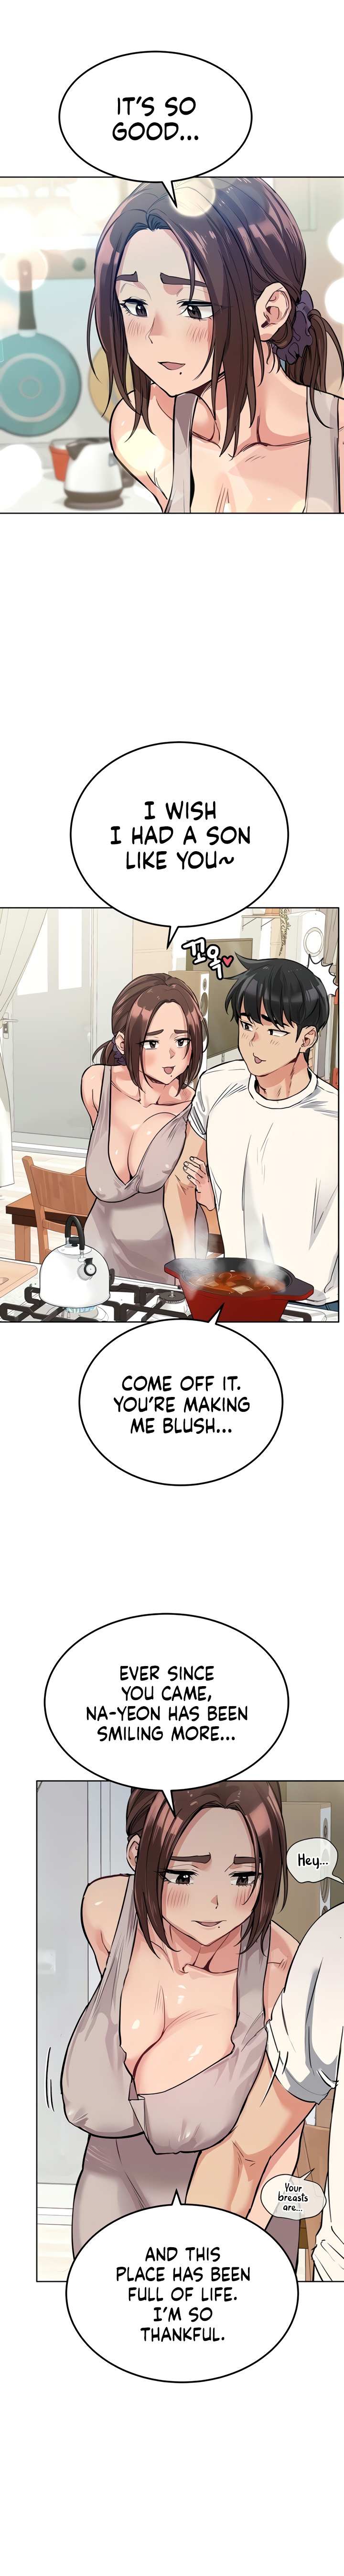 IT'S SO
GOOD...
I WISH
I HAD A SON
LIKE YOU~
꼬옥♥
COME OFF IT.
YOU'RE MAKING
ME BLUSH...
EVER SINCE
YOU CAME,
NA-YEON HAS BEEN
SMILING MORE...
Hey...
Your
breasts
are...
AND THIS
PLACE HAS BEEN
FULL OF LIFE.
I'M SO
THANKFUL.